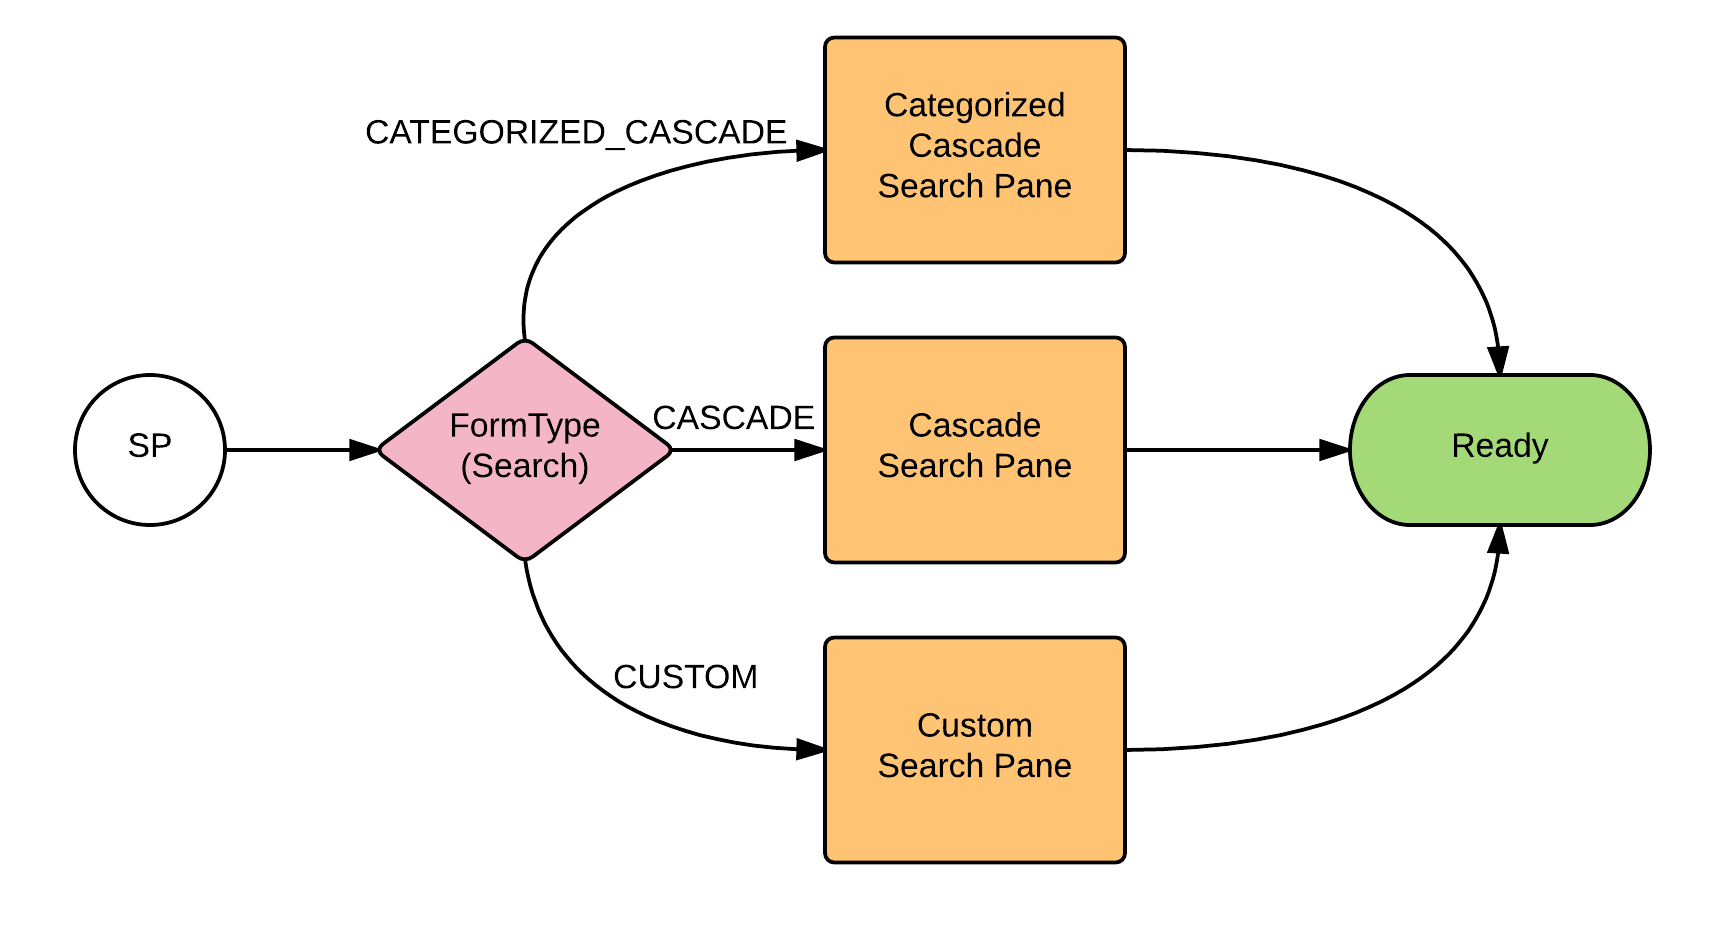 SP
FormType
(Search)
CATEGORIZED_CASCADE
CASCADE
CUSTOM
Categorized
Cascade
Search Pane
Cascade
Search Pane
Custom
Search Pane
Ready